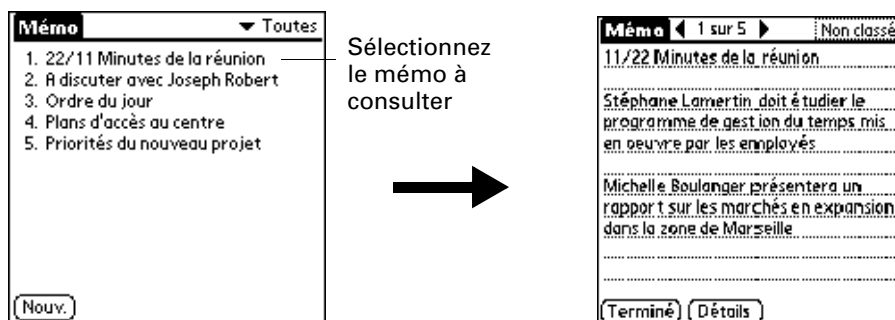 Mémo
Toutes
1. 22/11 Minutes de la réunion
2. A discuter avec Joseph Robert
3. Ordre du jour
4. Plans d'accès au centre
5. Priorités du nouveau projet
Nouv.
Sélectionnez
le mémo à
consulter
Mémo 1 sur 5 Non classé
11/22 Minutes de la réunion
Stéphane Lamertin doit étudier le
programme de gestion du temps mis
en oeuvre par les employés
Michelle Boulanger présentera un
rapport sur les marchés en expansion
dans la zone de Marseille
Terminé Détails